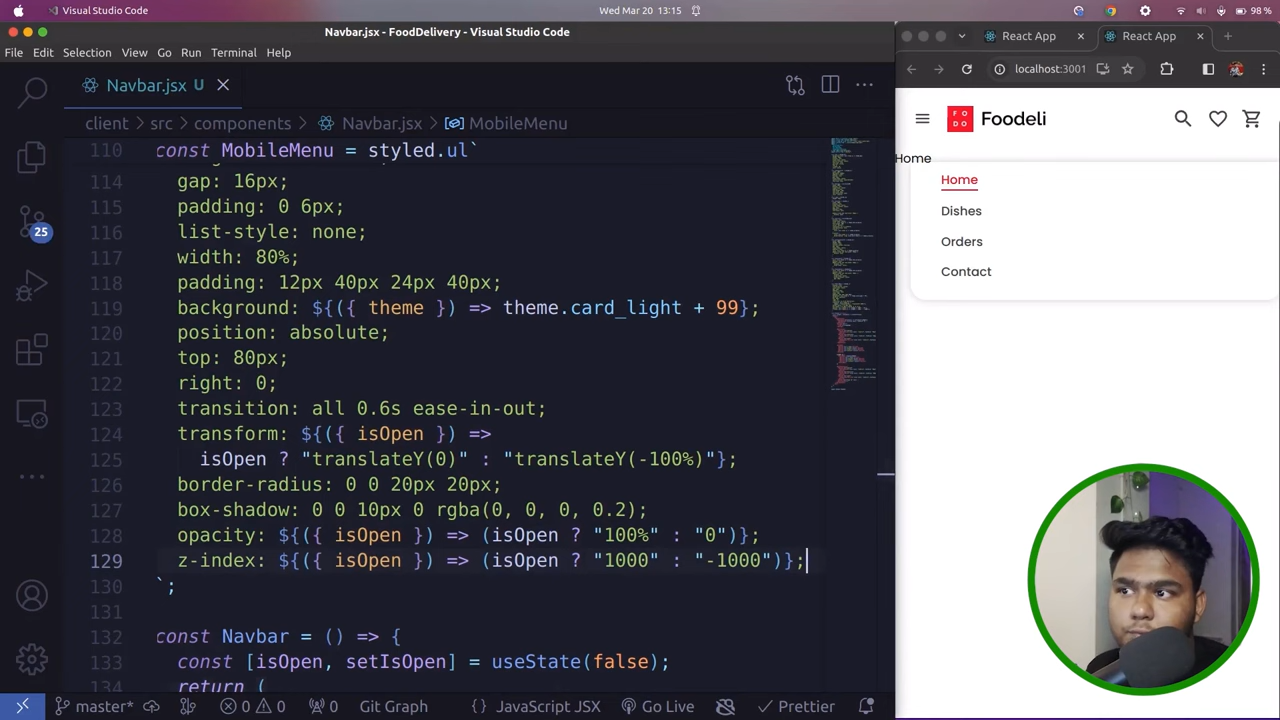 Visual Studio Code
Wed Mar 20 13:15
98 %
Navbar.jsx - FoodDelivery - Visual Studio Code
File Edit Selection View Go Run Terminal Help
Navbar.jsx U
client > src > compon > Navbar.jsx > MobileMenu
110 const MobileMenu = styled.ul`
114 gap: 16px;
115 padding: 0 6px;
116 list-style: none;
117 width: 80%;
118 padding: 12px 40px 24px 40px;
119 background: ${({ theme }) => theme.card_light + 99};
120 position: absolute;
121 top: 80px;
122 right: 0;
123 transition: all 0.6s ease-in-out;
124 transform: ${({ isOpen }) =>
125 isOpen ? "translateY(0)" : "translateY(-100%)"};
126 border-radius: 0 0 20px 20px;
127 box-shadow: 0 0 10px 0 rgba(0, 0, 0, 0.2);
128 opacity: ${({ isOpen }) => (isOpen ? "100%" : "0")};
129 z-index: ${({ isOpen }) => (isOpen ? "1000" : "-1000")};
130 `;
131
132 const Navbar = () => {
133 const [isOpen, setIsOpen] = useState(false);
134 return (
25
master* 0 0 0 Git Graph {} JavaScript JSX Go Live Prettier
React App
React App
localhost:3001
FO
DO
Foodeli
Home
Home
Dishes
Orders
Contact